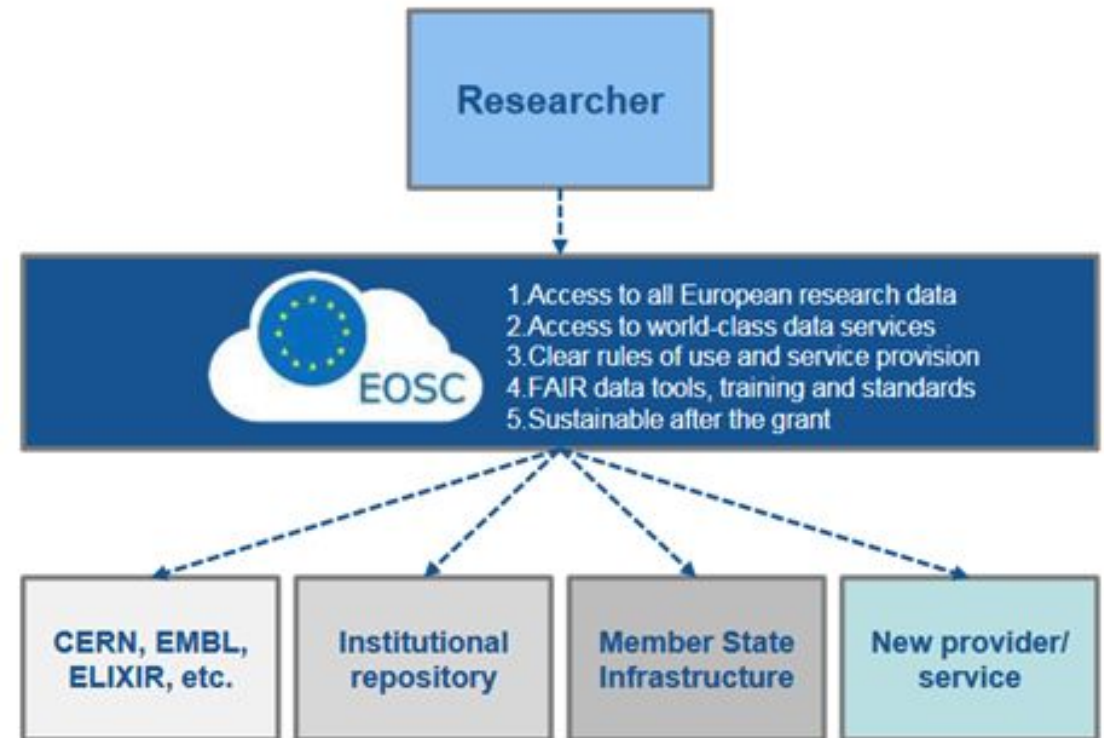 Researcher
EOSC
1.Access to all European research data
2.Access to world-class data services
3.Clear rules of use and service provision
4.FAIR data tools, training and standards
5.Sustainable after the grant
CERN, EMBL,
ELIXIR, etc.
Institutional
repository
Member State
Infrastructure
New provider/
service